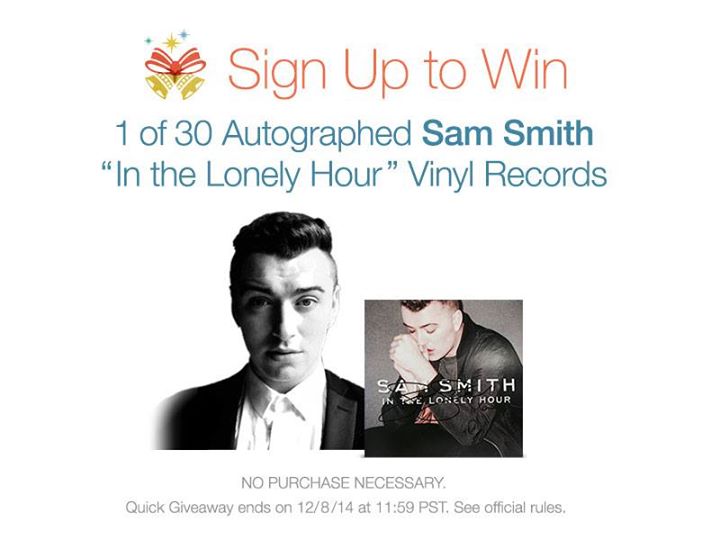 Sign Up to Win
1 of 30 Autographed Sam Smith
“In the Lonely Hour” Vinyl Records
SAM SMITH
IN THE LONELY HOUR
NO PURCHASE NECESSARY.
Quick Giveaway ends on 12/8/14 at 11:59 PST. See official rules.